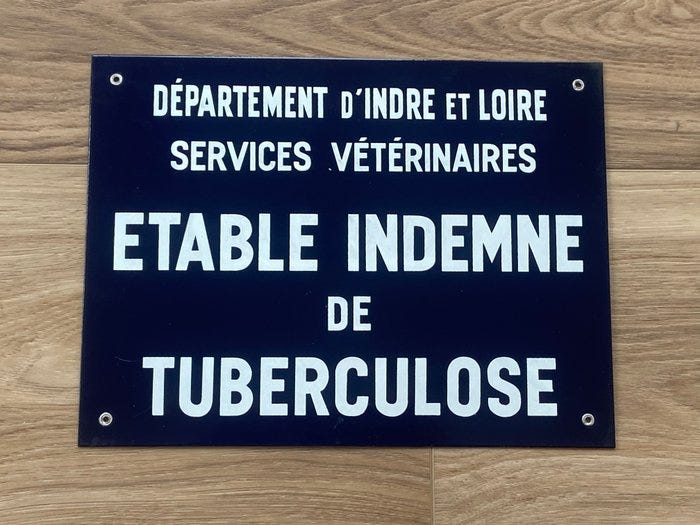 DÉPARTEMENT D'INDRE ET LOIRE
SERVICES VÉTÉRINAIRES
ETABLE INDEMNE
DE
TUBERCULOSE